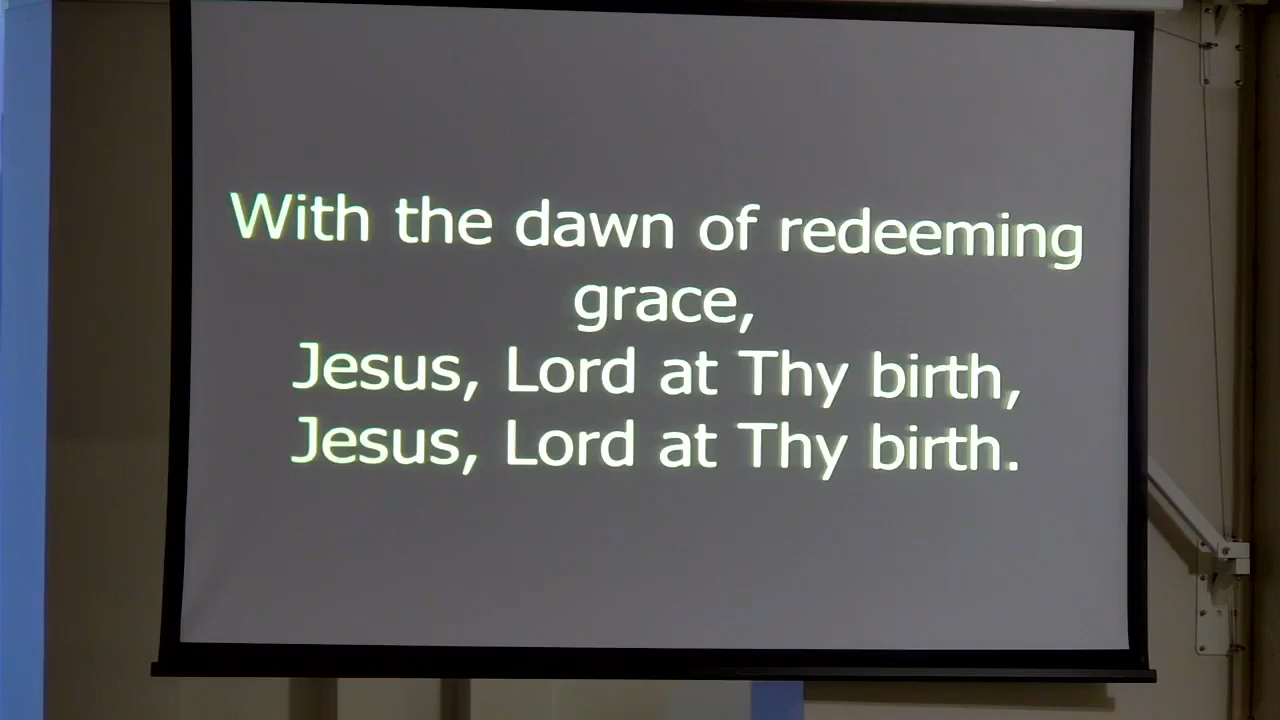 With the dawn of redeeming
grace,
Jesus, Lord at Thy birth,
Jesus, Lord at Thy birth.